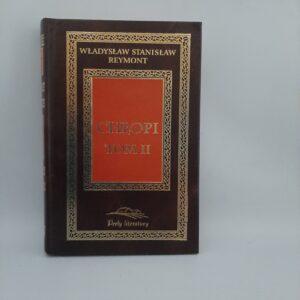 WŁADYSŁAW STANISŁAW
REYMONT
CHŁOPI
TOM II
Perły literatury